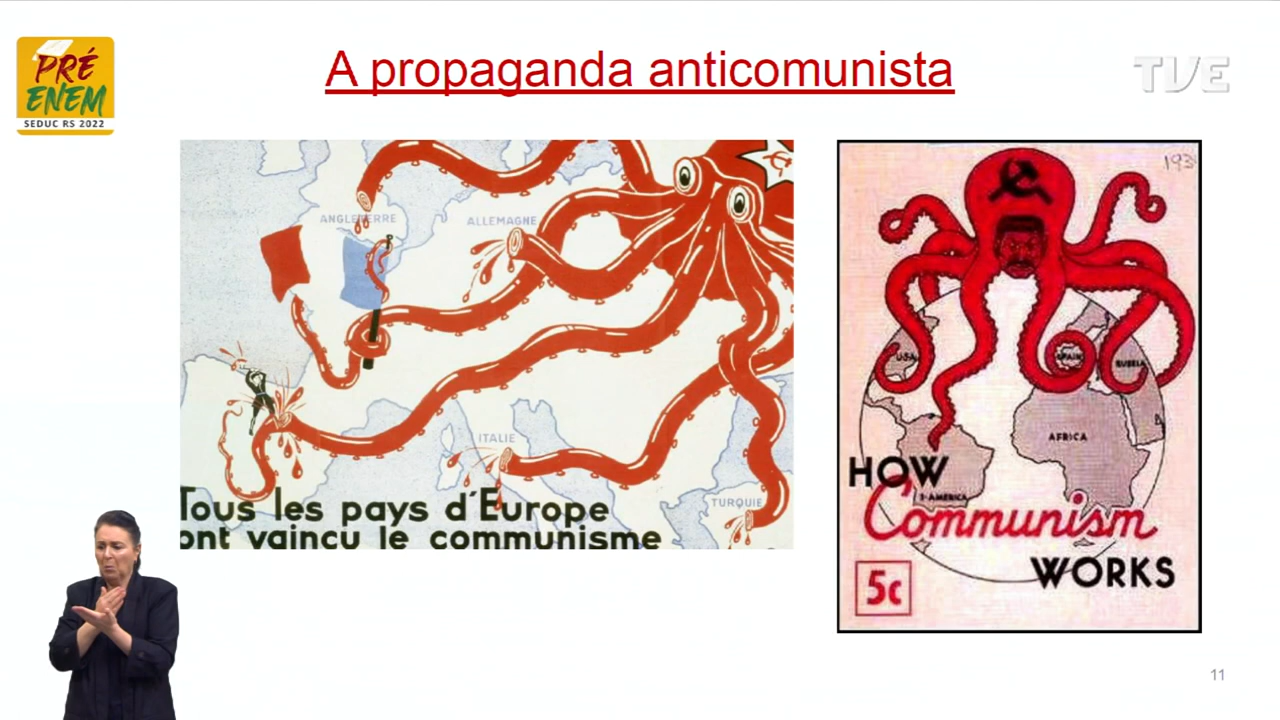 PRÉ
ENEM
SEDUC RS 2022
A propaganda anticomunista
TVE
ANGLETERRE
ALLEMAGNE
ITALIE
TURQUIE
Tous les pays d'Europe
ont vaincu le communisme
193
USA
SPAIN
RUSSIA
AFRICA
S-AMERICA
HOW
Communism
WORKS
5c
11